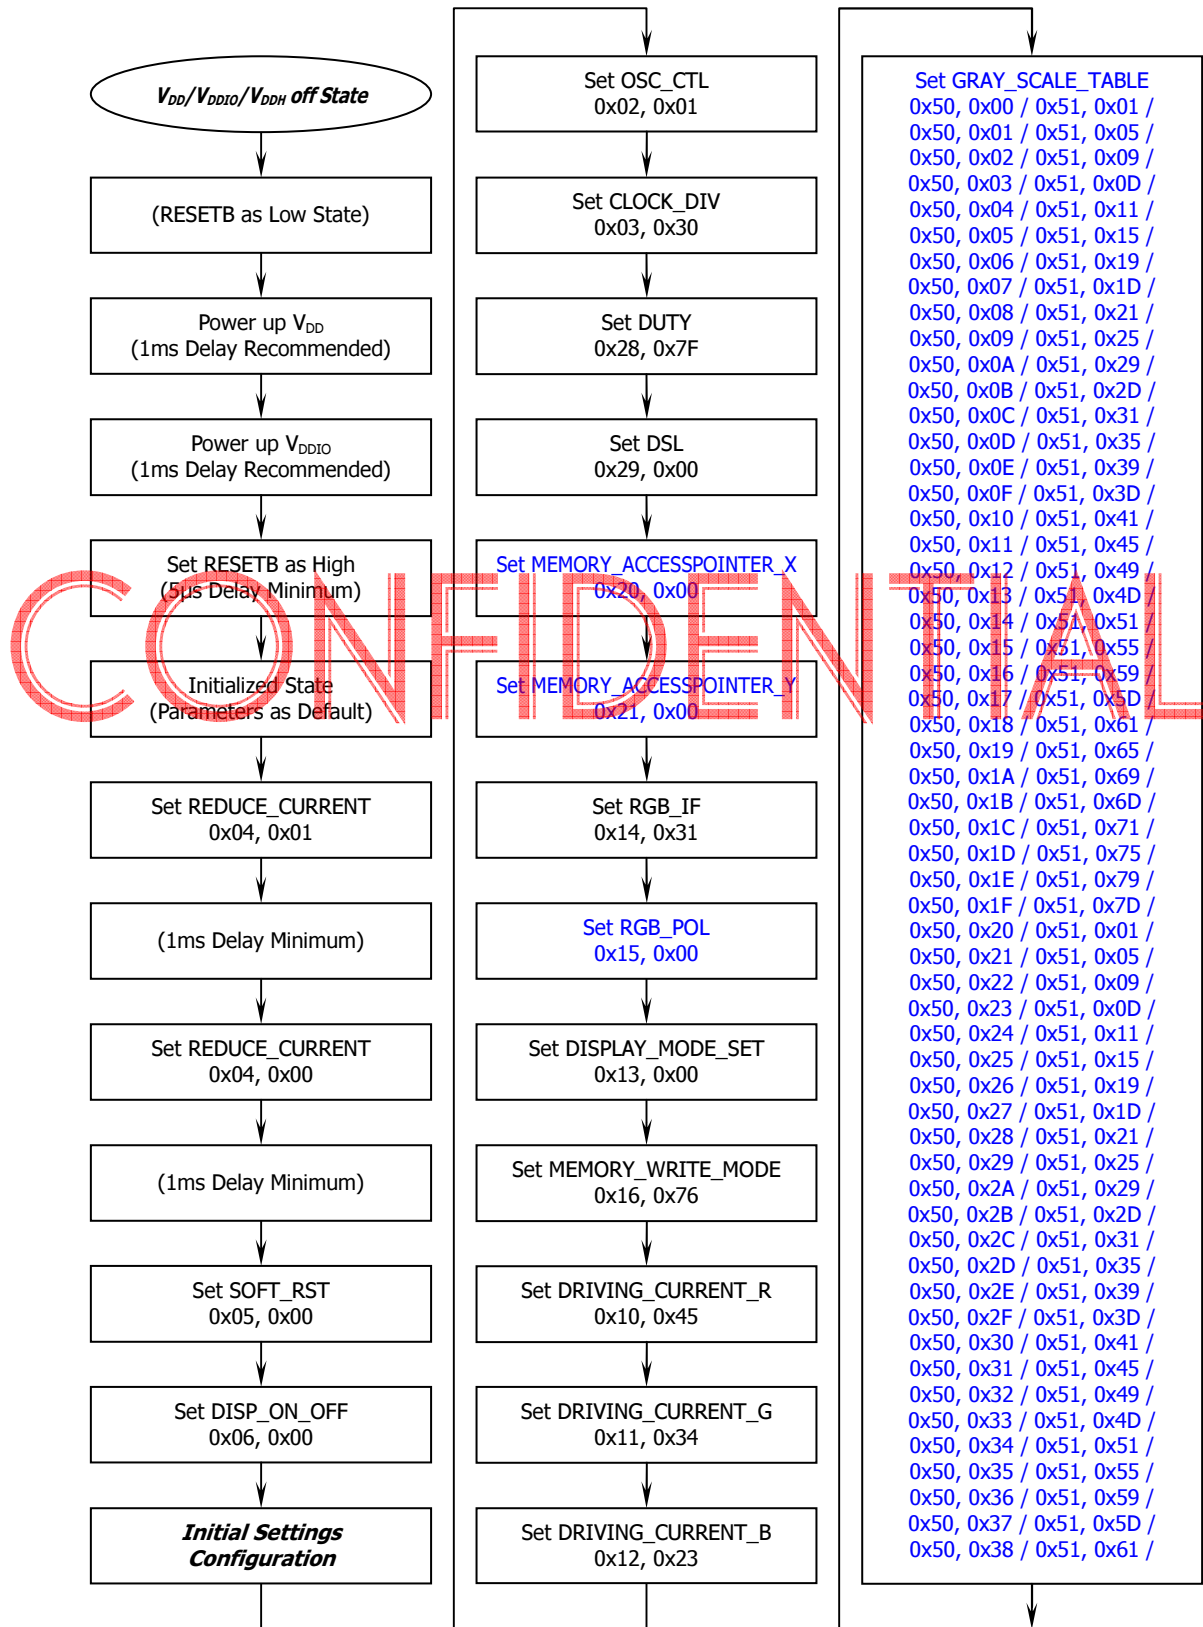 V_DD/V_DDIO/V_DDH off State
(RESETB as Low State)
Power up V_DD
(1ms Delay Recommended)
Power up V_DDIO
(1ms Delay Recommended)
Set RESETB as High
(5μs Delay Minimum)
Initialized State
(Parameters as Default)
Set REDUCE_CURRENT
0x04, 0x01
(1ms Delay Minimum)
Set REDUCE_CURRENT
0x04, 0x00
(1ms Delay Minimum)
Set SOFT_RST
0x05, 0x00
Set DISP_ON_OFF
0x06, 0x00
Initial Settings
Configuration
Set OSC_CTL
0x02, 0x01
Set CLOCK_DIV
0x03, 0x30
Set DUTY
0x28, 0x7F
Set DSL
0x29, 0x00
Set MEMORY_ACCESSPOINTER_X
0x20, 0x00
Set MEMORY_ACCESSPOINTER_Y
0x21, 0x00
Set RGB_IF
0x14, 0x31
Set RGB_POL
0x15, 0x00
Set DISPLAY_MODE_SET
0x13, 0x00
Set MEMORY_WRITE_MODE
0x16, 0x76
Set DRIVING_CURRENT_R
0x10, 0x45
Set DRIVING_CURRENT_G
0x11, 0x34
Set DRIVING_CURRENT_B
0x12, 0x23
Set GRAY_SCALE_TABLE
0x50, 0x00 / 0x51, 0x01 /
0x50, 0x01 / 0x51, 0x05 /
0x50, 0x02 / 0x51, 0x09 /
0x50, 0x03 / 0x51, 0x0D /
0x50, 0x04 / 0x51, 0x11 /
0x50, 0x05 / 0x51, 0x15 /
0x50, 0x06 / 0x51, 0x19 /
0x50, 0x07 / 0x51, 0x1D /
0x50, 0x08 / 0x51, 0x21 /
0x50, 0x09 / 0x51, 0x25 /
0x50, 0x0A / 0x51, 0x29 /
0x50, 0x0B / 0x51, 0x2D /
0x50, 0x0C / 0x51, 0x31 /
0x50, 0x0D / 0x51, 0x35 /
0x50, 0x0E / 0x51, 0x39 /
0x50, 0x0F / 0x51, 0x3D /
0x50, 0x10 / 0x51, 0x41 /
0x50, 0x11 / 0x51, 0x45 /
0x50, 0x12 / 0x51, 0x49 /
0x50, 0x13 / 0x51, 0x4D /
0x50, 0x14 / 0x51, 0x51 /
0x50, 0x15 / 0x51, 0x55 /
0x50, 0x16 / 0x51, 0x59 /
0x50, 0x17 / 0x51, 0x5D /
0x50, 0x18 / 0x51, 0x61 /
0x50, 0x19 / 0x51, 0x65 /
0x50, 0x1A / 0x51, 0x69 /
0x50, 0x1B / 0x51, 0x6D /
0x50, 0x1C / 0x51, 0x71 /
0x50, 0x1D / 0x51, 0x75 /
0x50, 0x1E / 0x51, 0x79 /
0x50, 0x1F / 0x51, 0x7D /
0x50, 0x20 / 0x51, 0x01 /
0x50, 0x21 / 0x51, 0x05 /
0x50, 0x22 / 0x51, 0x09 /
0x50, 0x23 / 0x51, 0x0D /
0x50, 0x24 / 0x51, 0x11 /
0x50, 0x25 / 0x51, 0x15 /
0x50, 0x26 / 0x51, 0x19 /
0x50, 0x27 / 0x51, 0x1D /
0x50, 0x28 / 0x51, 0x21 /
0x50, 0x29 / 0x51, 0x25 /
0x50, 0x2A / 0x51, 0x29 /
0x50, 0x2B / 0x51, 0x2D /
0x50, 0x2C / 0x51, 0x31 /
0x50, 0x2D / 0x51, 0x35 /
0x50, 0x2E / 0x51, 0x39 /
0x50, 0x2F / 0x51, 0x3D /
0x50, 0x30 / 0x51, 0x41 /
0x50, 0x31 / 0x51, 0x45 /
0x50, 0x32 / 0x51, 0x49 /
0x50, 0x33 / 0x51, 0x4D /
0x50, 0x34 / 0x51, 0x51 /
0x50, 0x35 / 0x51, 0x55 /
0x50, 0x36 / 0x51, 0x59 /
0x50, 0x37 / 0x51, 0x5D /
0x50, 0x38 / 0x51, 0x61 /
CONFIDENTIAL